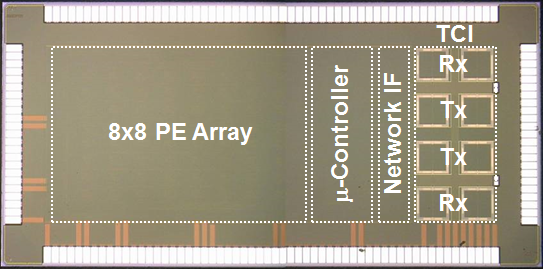 TCI
Rx
8x8 PE Array
μ-Controller
Network IF
Tx
Tx
Rx